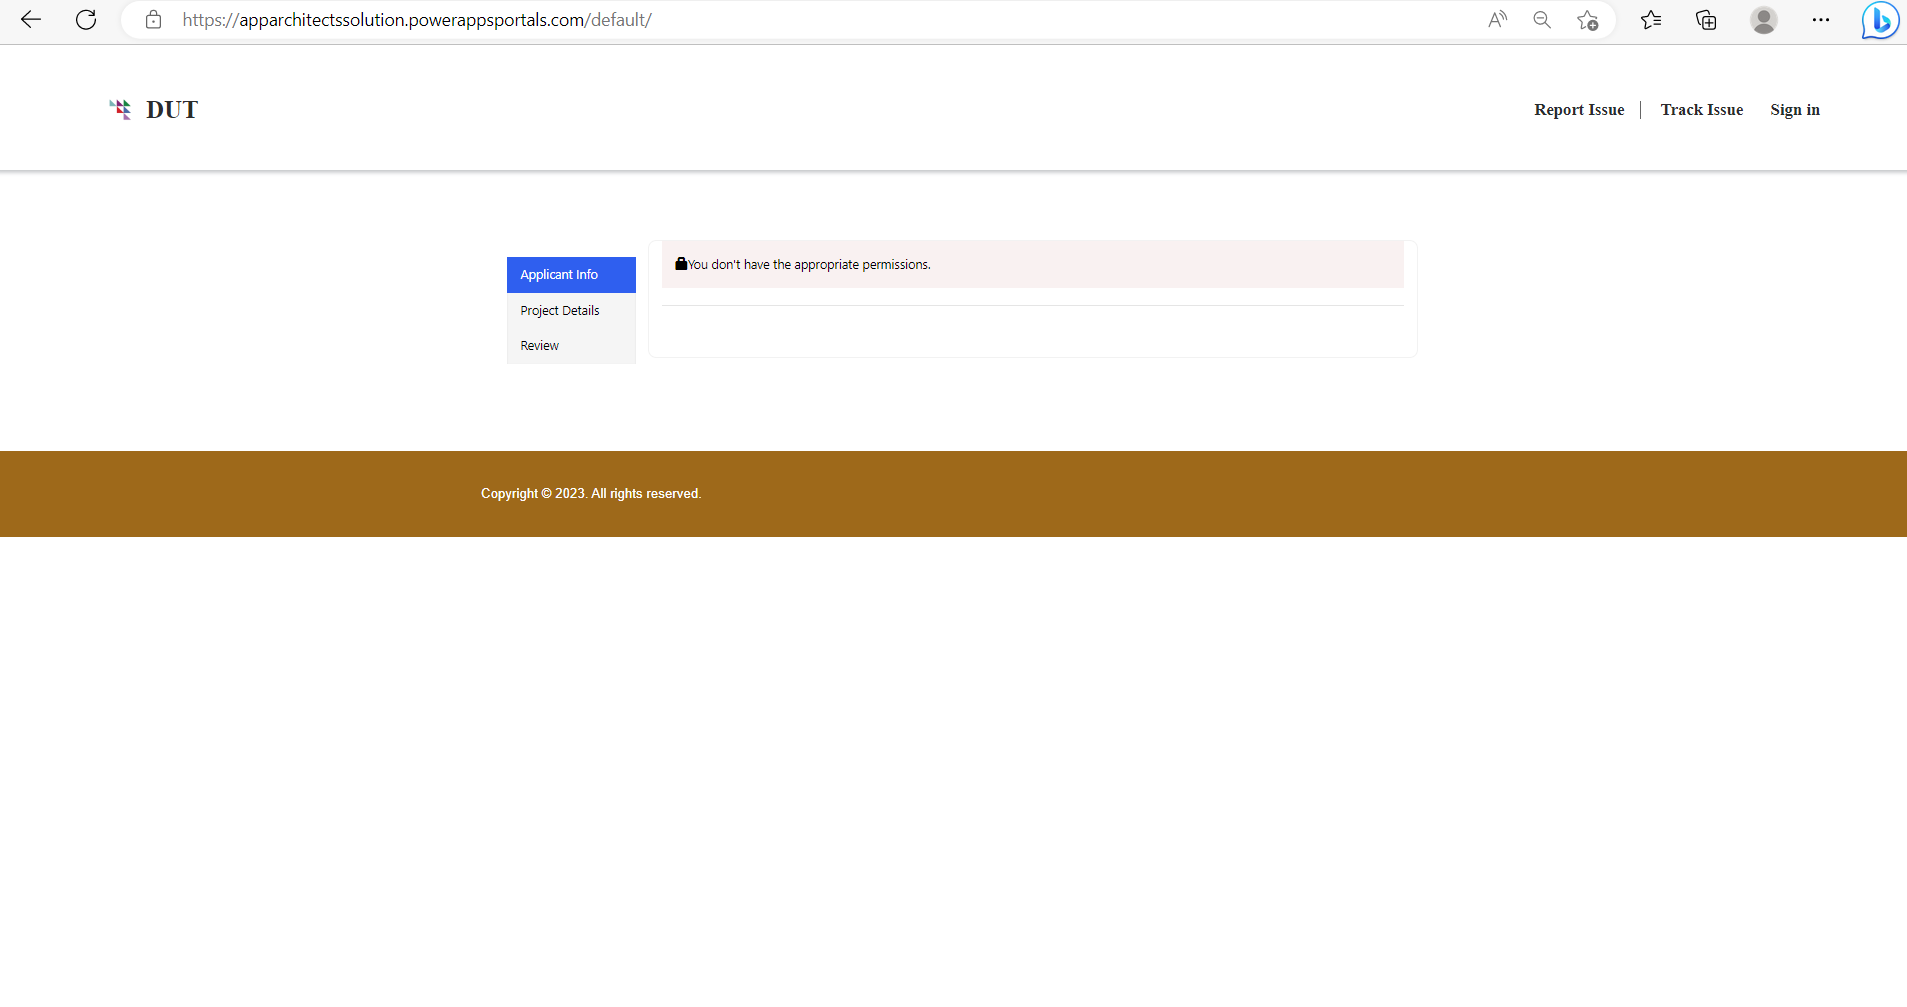 https://apparchitectssolution.powerappsportals.com/default/
DUT
Report Issue | Track Issue Sign in
Applicant Info
Project Details
Review
You don't have the appropriate permissions.
Copyright © 2023. All rights reserved.